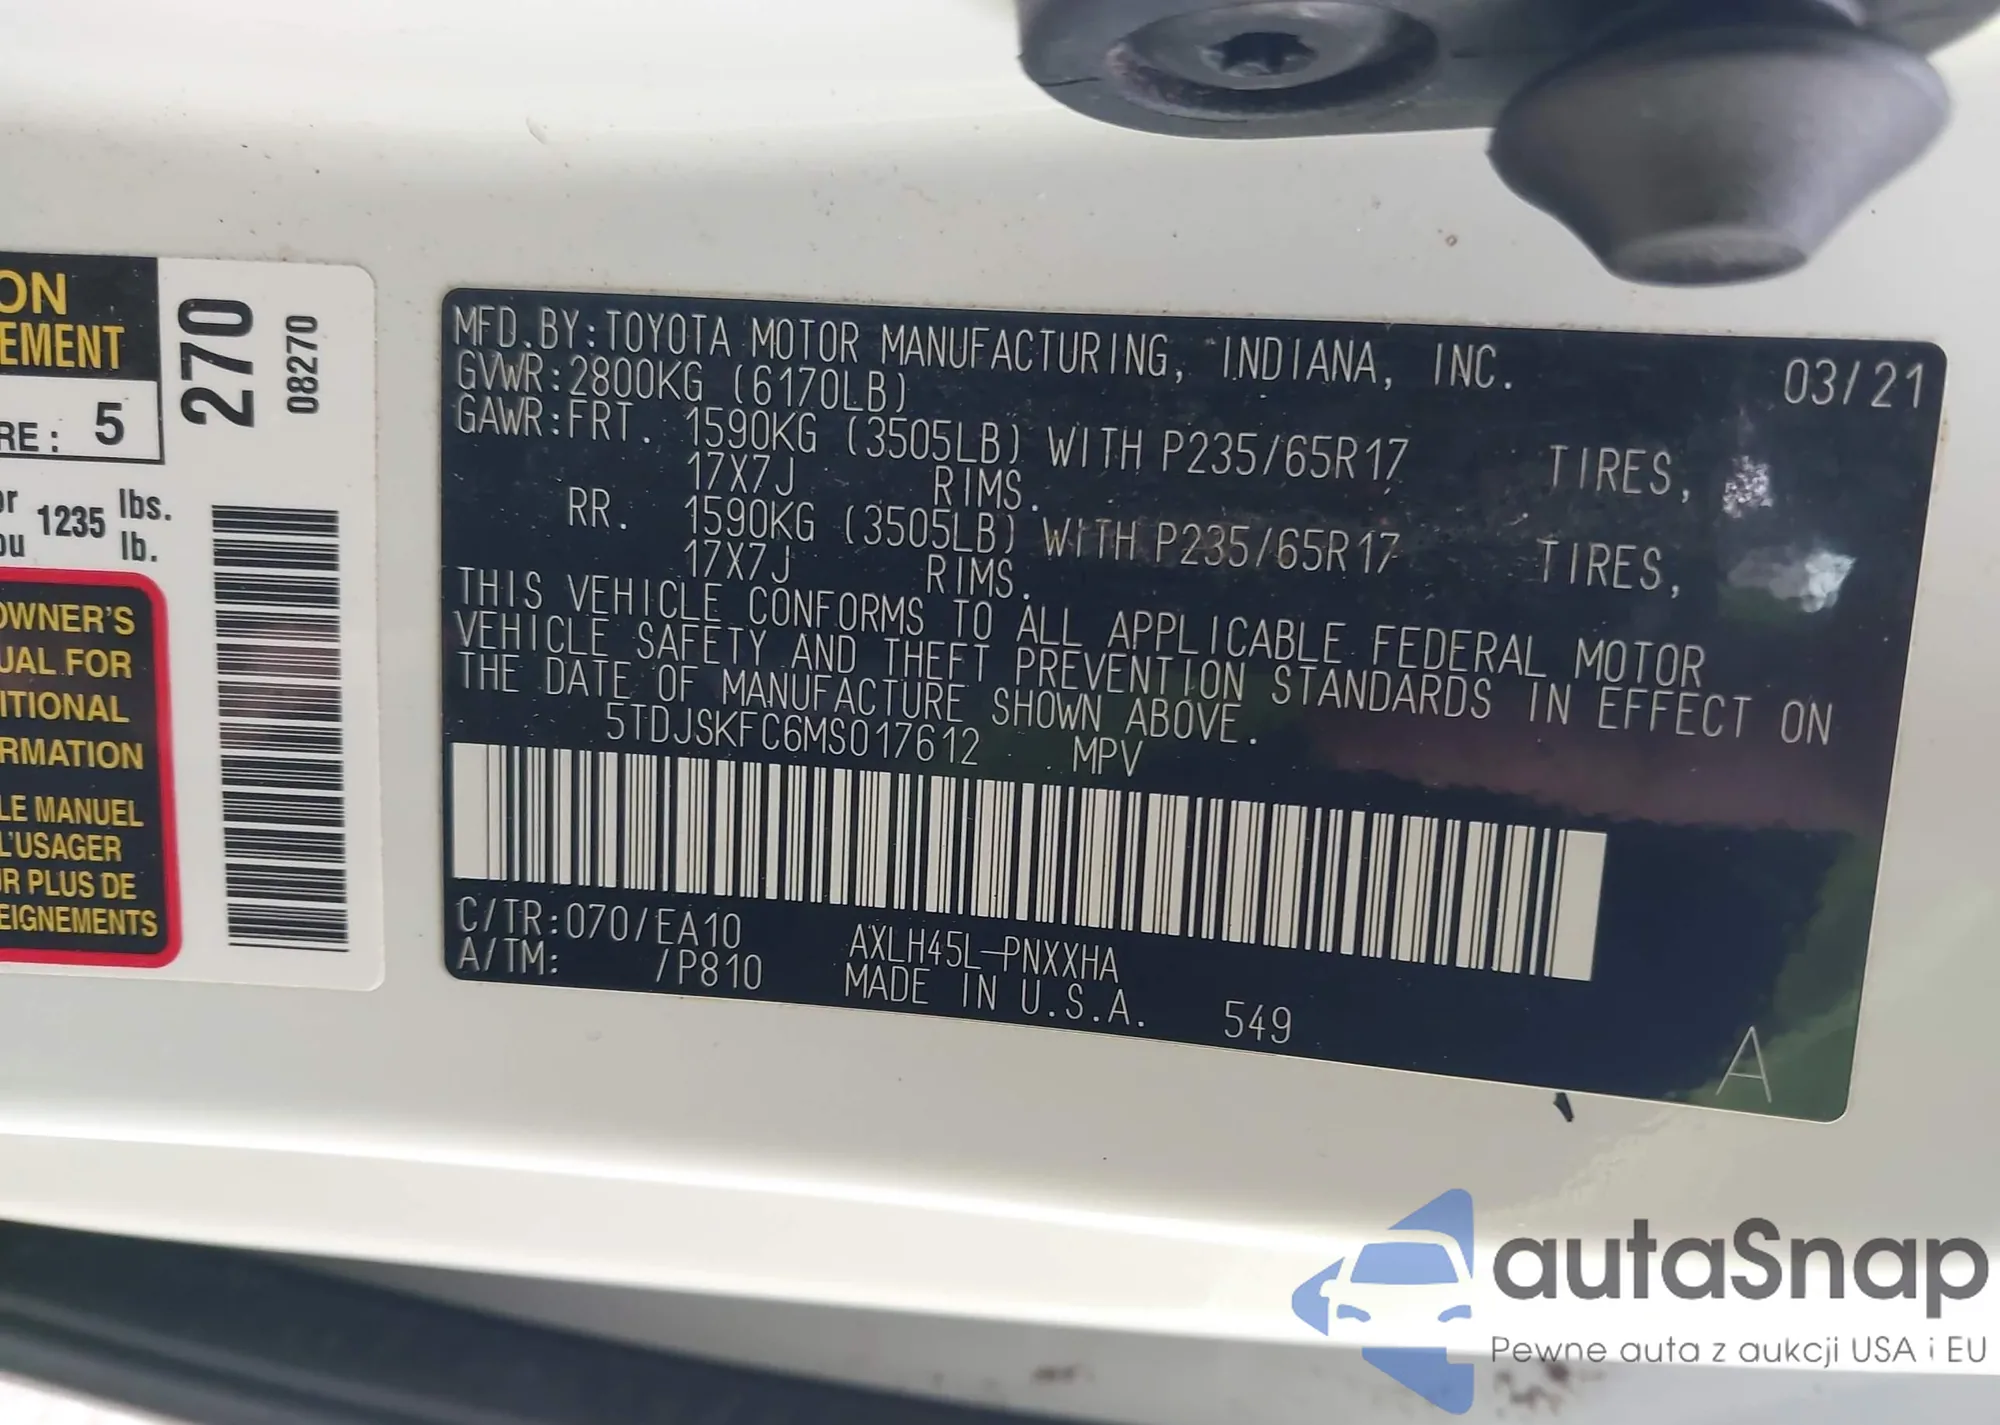 ON
EMENT
RE: 5
270
08270
or
ou
1235
lbs.
lb.
OWNER'S
UAL FOR
ITIONAL
RMATION
LE MANUEL
L'USAGER
UR PLUS DE
EIGNEMENTS
MFD.BY:TOYOTA MOTOR MANUFACTURING, INDIANA, INC. 03/21
GVWR:2800KG (6170LB)
GAWR:FRT. 1590KG (3505LB) WITH P235/65R17 TIRES,
17X7J RIMS.
RR. 1590KG (3505LB) WITH P235/65R17 TIRES,
17X7J RIMS.
THIS VEHICLE CONFORMS TO ALL APPLICABLE FEDERAL MOTOR
VEHICLE SAFETY AND THEFT PREVENTION STANDARDS IN EFFECT ON
THE DATE OF MANUFACTURE SHOWN ABOVE.
5TDJSKFC6MS017612 MPV
C/TR:070/EA10 AXLH45L-PNXXHA
A/TM: /P810 MADE IN U.S.A. 549
A
autaSnap
Pewne auta z aukcji USA i EU